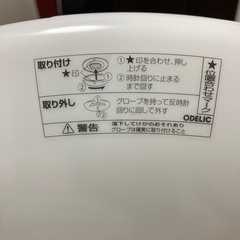 取り付け
★印
①★印を合わせ、押し
上げる
②時計回りに止まる
まで回す
取り外し
グローブを持って反時計
回りに回す
ODELIC
⚠警告
落下してけがのおそれあり
グローブは確実に取り付けること
★位置合わせマーク